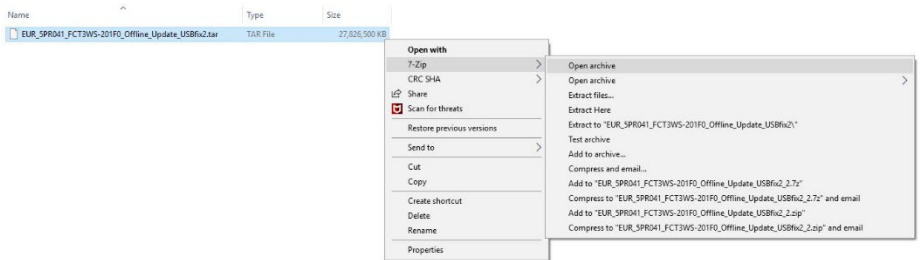 Name Type Size
EUR_5PR041_FCT3WS-201F0_Offline_Update_USBfix2.tar TAR File 27,826,500 KB
Open with
7-Zip
CRC SHA
Share
Scan for threats
Restore previous versions
Send to
Cut
Copy
Create shortcut
Delete
Rename
Properties
Open archive
Open archive
Extract files...
Extract Here
Extract to "EUR_5PR041_FCT3WS-201F0_Offline_Update_USBfix2\"
Test archive
Add to archive...
Compress and email...
Add to "EUR_5PR041_FCT3WS-201F0_Offline_Update_USBfix2_2.7z"
Compress to "EUR_5PR041_FCT3WS-201F0_Offline_Update_USBfix2_2.7z" and email
Add to "EUR_5PR041_FCT3WS-201F0_Offline_Update_USBfix2_2.zip"
Compress to "EUR_5PR041_FCT3WS-201F0_Offline_Update_USBfix2_2.zip" and email